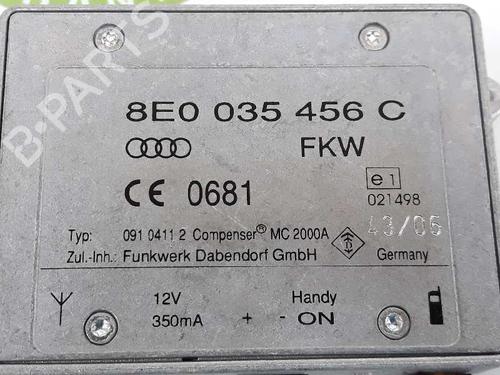 B-PARTS
8E0 035 456 C
FKW
CE 0681
e1
021498
43/06
Typ: 091 0411 2 Compenser® MC 2000A
Zul.-Inh.: Funkwerk Dabendorf GmbH
Germany
12V
Handy
350mA + - ON